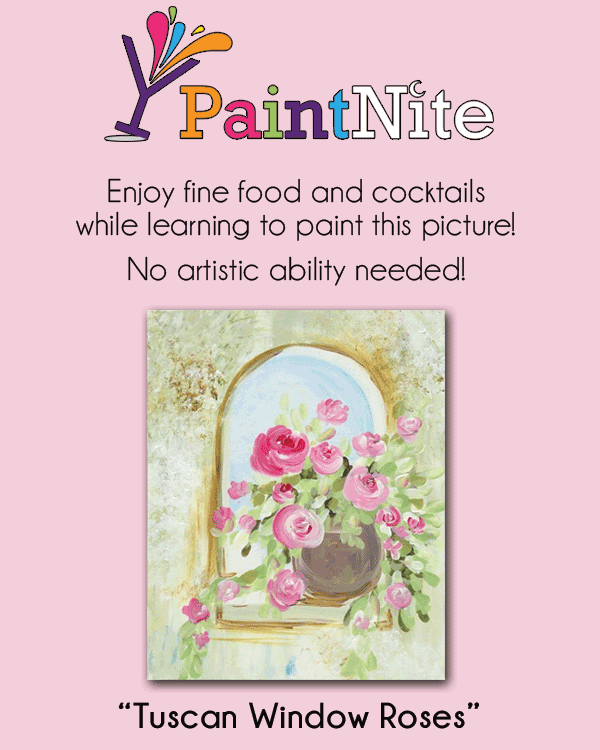 PaintNite
Enjoy fine food and cocktails
while learning to paint this picture!
No artistic ability needed!
“Tuscan Window Roses”